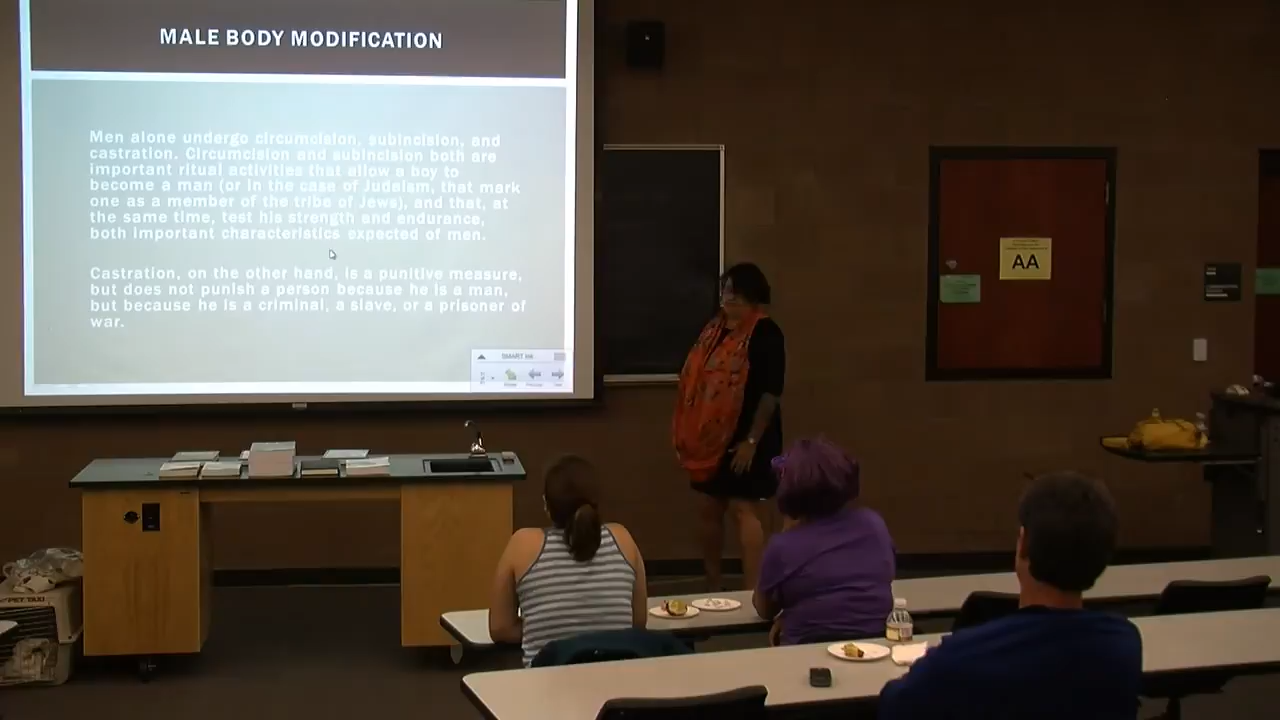 MALE BODY MODIFICATION
Men alone undergo circumcision, subincision, and
castration. Circumcision and subincision both are
important ritual activities that allow a boy to
become a man (or in the case of Judaism, that mark
one as a member of the tribe of Jews), and that, at
the same time, test his strength and endurance,
both important characteristics expected of men.
Castration, on the other hand, is a punitive measure,
but does not punish a person because he is a man,
but because he is a criminal, a slave, or a prisoner of
war.
SMART Ink
AA
PET TAXI